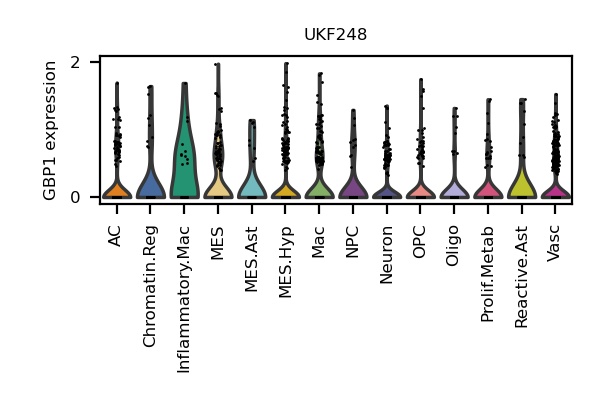 UKF248
GBP1 expression
2
0
AC
Chromatin.Reg
Inflammatory.Mac
MES
MES.Ast
MES.Hyp
Mac
NPC
Neuron
OPC
Oligo
Prolif.Metab
Reactive.Ast
Vasc